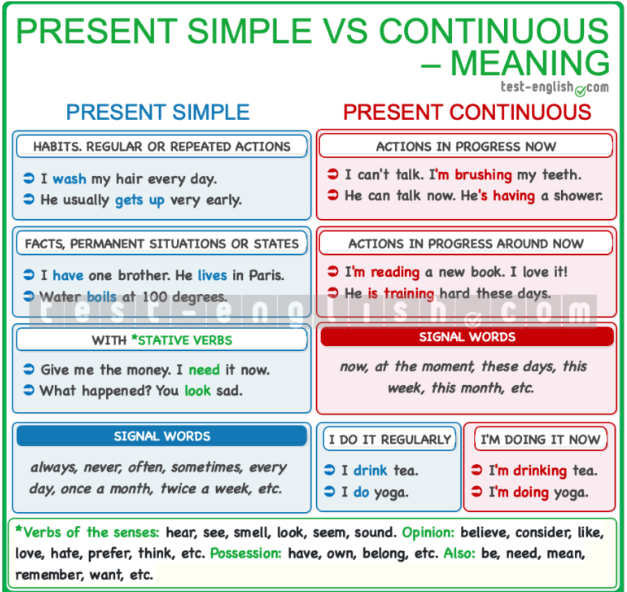 PRESENT SIMPLE VS CONTINUOUS
– MEANING
test-english.com
PRESENT SIMPLE
HABITS. REGULAR OR REPEATED ACTIONS
I wash my hair every day.
He usually gets up very early.
FACTS, PERMANENT SITUATIONS OR STATES
I have one brother. He lives in Paris.
Water boils at 100 degrees.
WITH *STATIVE VERBS
Give me the money. I need it now.
What happened? You look sad.
SIGNAL WORDS
always, never, often, sometimes, every
day, once a month, twice a week, etc.
PRESENT CONTINUOUS
ACTIONS IN PROGRESS NOW
I can't talk. I'm brushing my teeth.
He can talk now. He's having a shower.
ACTIONS IN PROGRESS AROUND NOW
I'm reading a new book. I love it!
He is training hard these days.
SIGNAL WORDS
now, at the moment, these days, this
week, this month, etc.
I DO IT REGULARLY
I drink tea.
I do yoga.
I'M DOING IT NOW
I'm drinking tea.
I'm doing yoga.
test-english.com
*Verbs of the senses: hear, see, smell, look, seem, sound. Opinion: believe, consider, like,
love, hate, prefer, think, etc. Possession: have, own, belong, etc. Also: be, need, mean,
remember, want, etc.